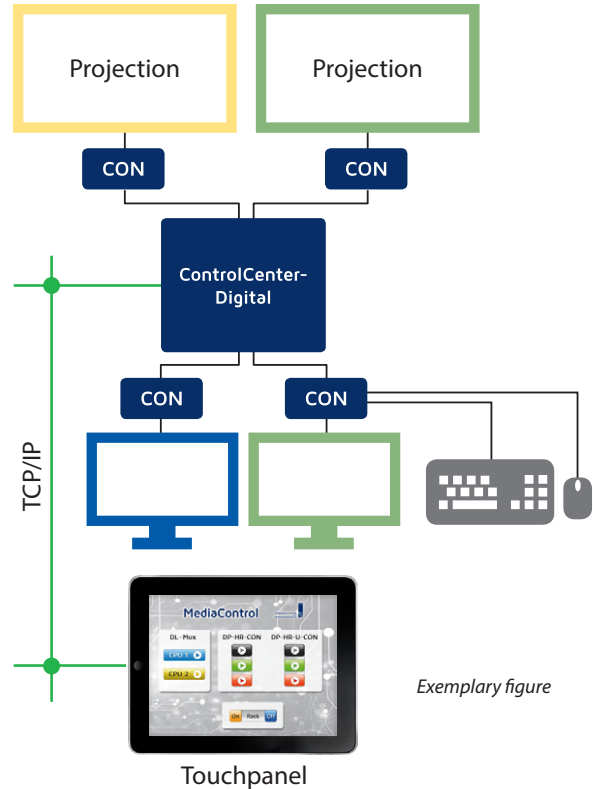 Projection
Projection
CON
CON
ControlCenter-
Digital
CON
CON
TCP/IP
MediaControl
DL-Mux
DP-HR-CON
DP-HR-U-CON
CPU 1
CPU 2
On
Rack
Off
Exemplary figure
Touchpanel